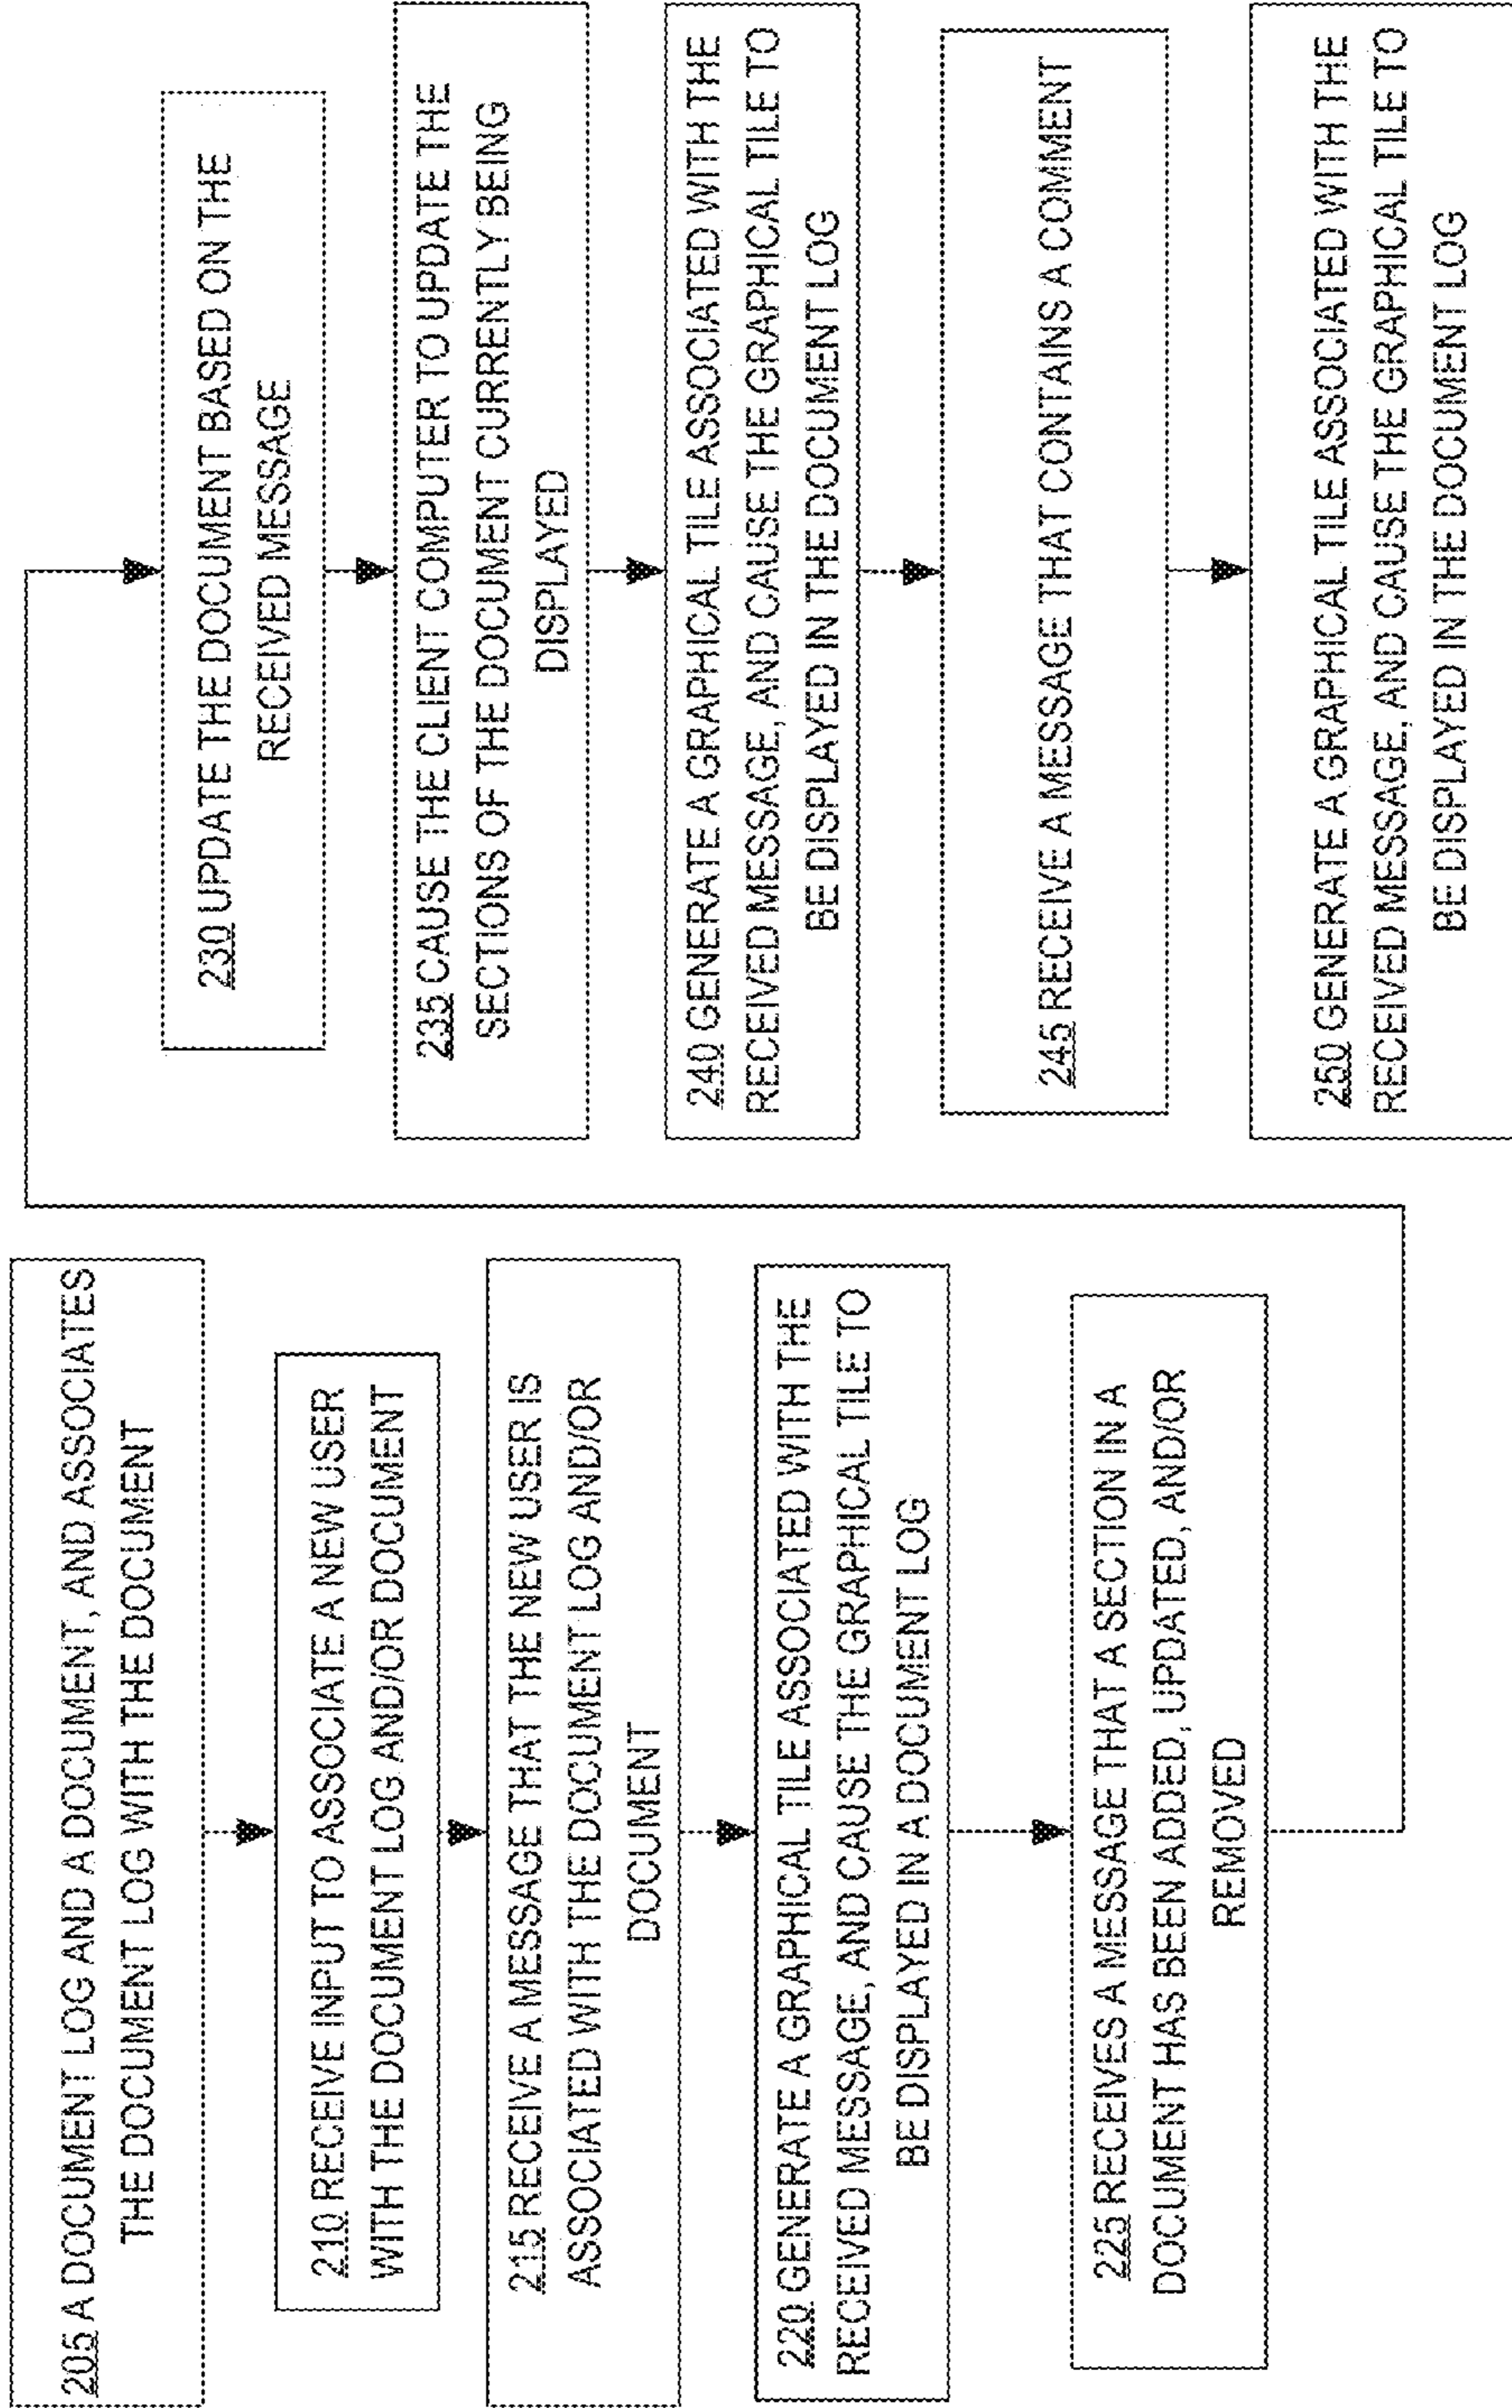 205 A DOCUMENT LOG AND A DOCUMENT, AND ASSOCIATES
THE DOCUMENT LOG WITH THE DOCUMENT
210 RECEIVE INPUT TO ASSOCIATE A NEW USER
WITH THE DOCUMENT LOG AND/OR DOCUMENT
215 RECEIVE A MESSAGE THAT THE NEW USER IS
ASSOCIATED WITH THE DOCUMENT LOG AND/OR
DOCUMENT
220 GENERATE A GRAPHICAL TILE ASSOCIATED WITH THE
RECEIVED MESSAGE, AND CAUSE THE GRAPHICAL TILE TO
BE DISPLAYED IN A DOCUMENT LOG
225 RECEIVES A MESSAGE THAT A SECTION IN A
DOCUMENT HAS BEEN ADDED, UPDATED, AND/OR
REMOVED
230 UPDATE THE DOCUMENT BASED ON THE
RECEIVED MESSAGE
235 CAUSE THE CLIENT COMPUTER TO UPDATE THE
SECTIONS OF THE DOCUMENT CURRENTLY BEING
DISPLAYED
240 GENERATE A GRAPHICAL TILE ASSOCIATED WITH THE
RECEIVED MESSAGE, AND CAUSE THE GRAPHICAL TILE TO
BE DISPLAYED IN THE DOCUMENT LOG
245 RECEIVE A MESSAGE THAT CONTAINS A COMMENT
250 GENERATE A GRAPHICAL TILE ASSOCIATED WITH THE
RECEIVED MESSAGE, AND CAUSE THE GRAPHICAL TILE TO
BE DISPLAYED IN THE DOCUMENT LOG